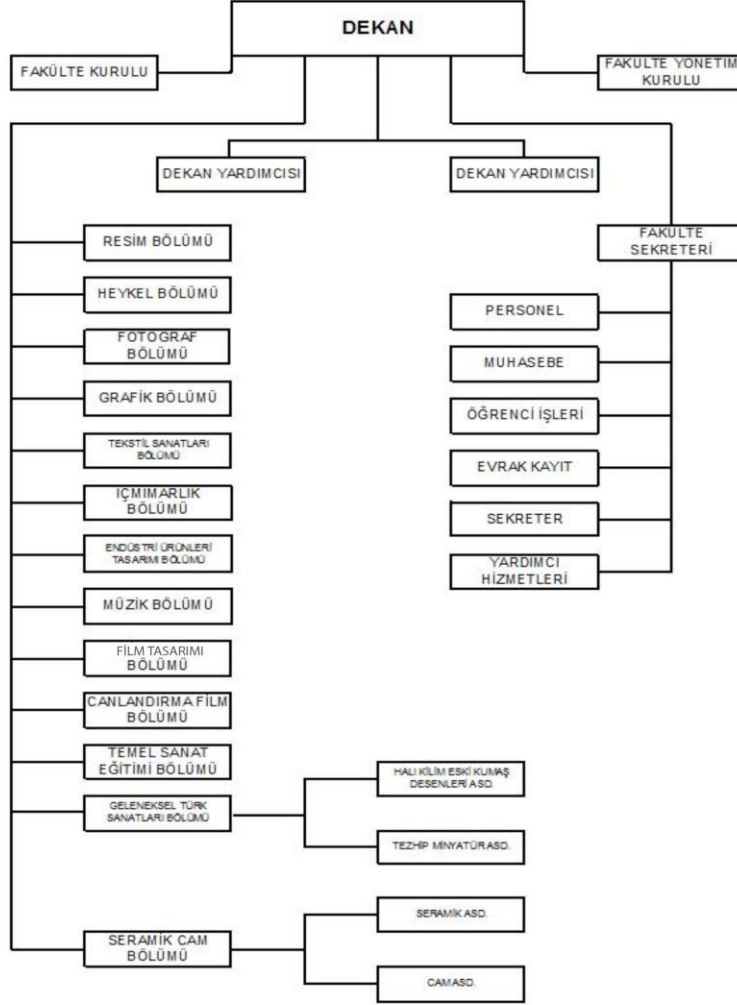 DEKAN
FAKÜLTE KURULU
FAKÜLTE YÖNETİM
KURULU
DEKAN YARDIMCISI
DEKAN YARDIMCISI
RESİM BÖLÜMÜ
HEYKEL BÖLÜMÜ
FOTOGRAF
BÖLÜMÜ
GRAFİK BÖLÜMÜ
TEKSTİL SANATLARI
BÖLÜMÜ
IÇMIMARLIK
BÖLÜMÜ
ENDÜSTRİ ÜRÜNLERİ
TASARIMI BÖLÜMÜ
MÜZİK BÖLÜMÜ
FİLM TASARIMI
BÖLÜMÜ
CANLANDIRMA FİLM
BÖLÜMÜ
TEMEL SANAT
EĞİTİMİ BÖLÜMÜ
GELENEKSEL TÜRK
SANATLARI BÖLÜMÜ
SERAMİK CAM
BÖLÜMÜ
FAKÜLTE
SEKRETERİ
PERSONEL
MUHASEBE
ÖĞRENCİ İŞLERİ
EVRAK KAYIT
SEKRETER
YARDIMCI
HİZMETLERİ
HALI KİLİM ESKİ KUMAŞ
DESENLERİ ASD.
TEZHİP MİNYATÜR ASD.
SERAMİK ASD.
CAM ASD.